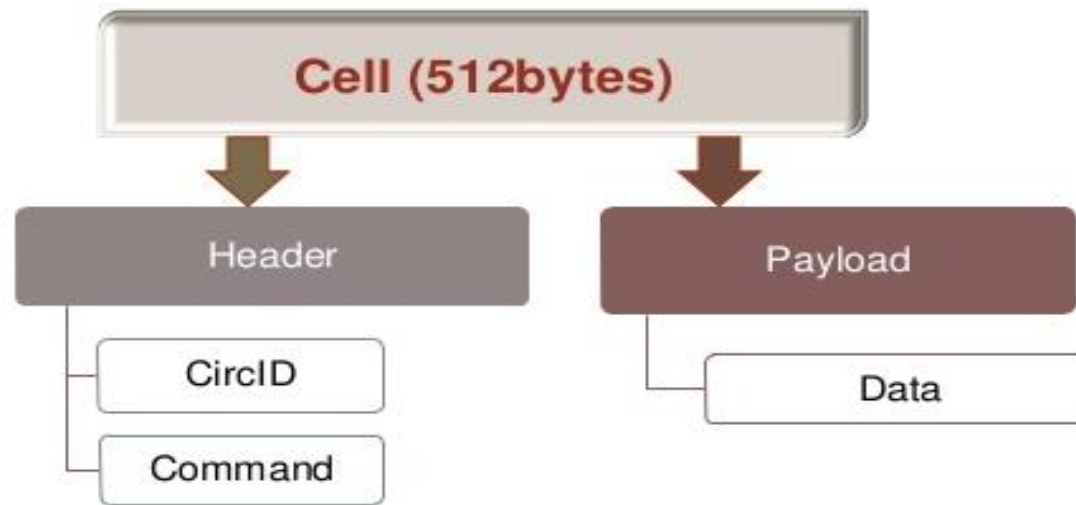 Cell (512bytes)
Header
Payload
CircID
Data
Command